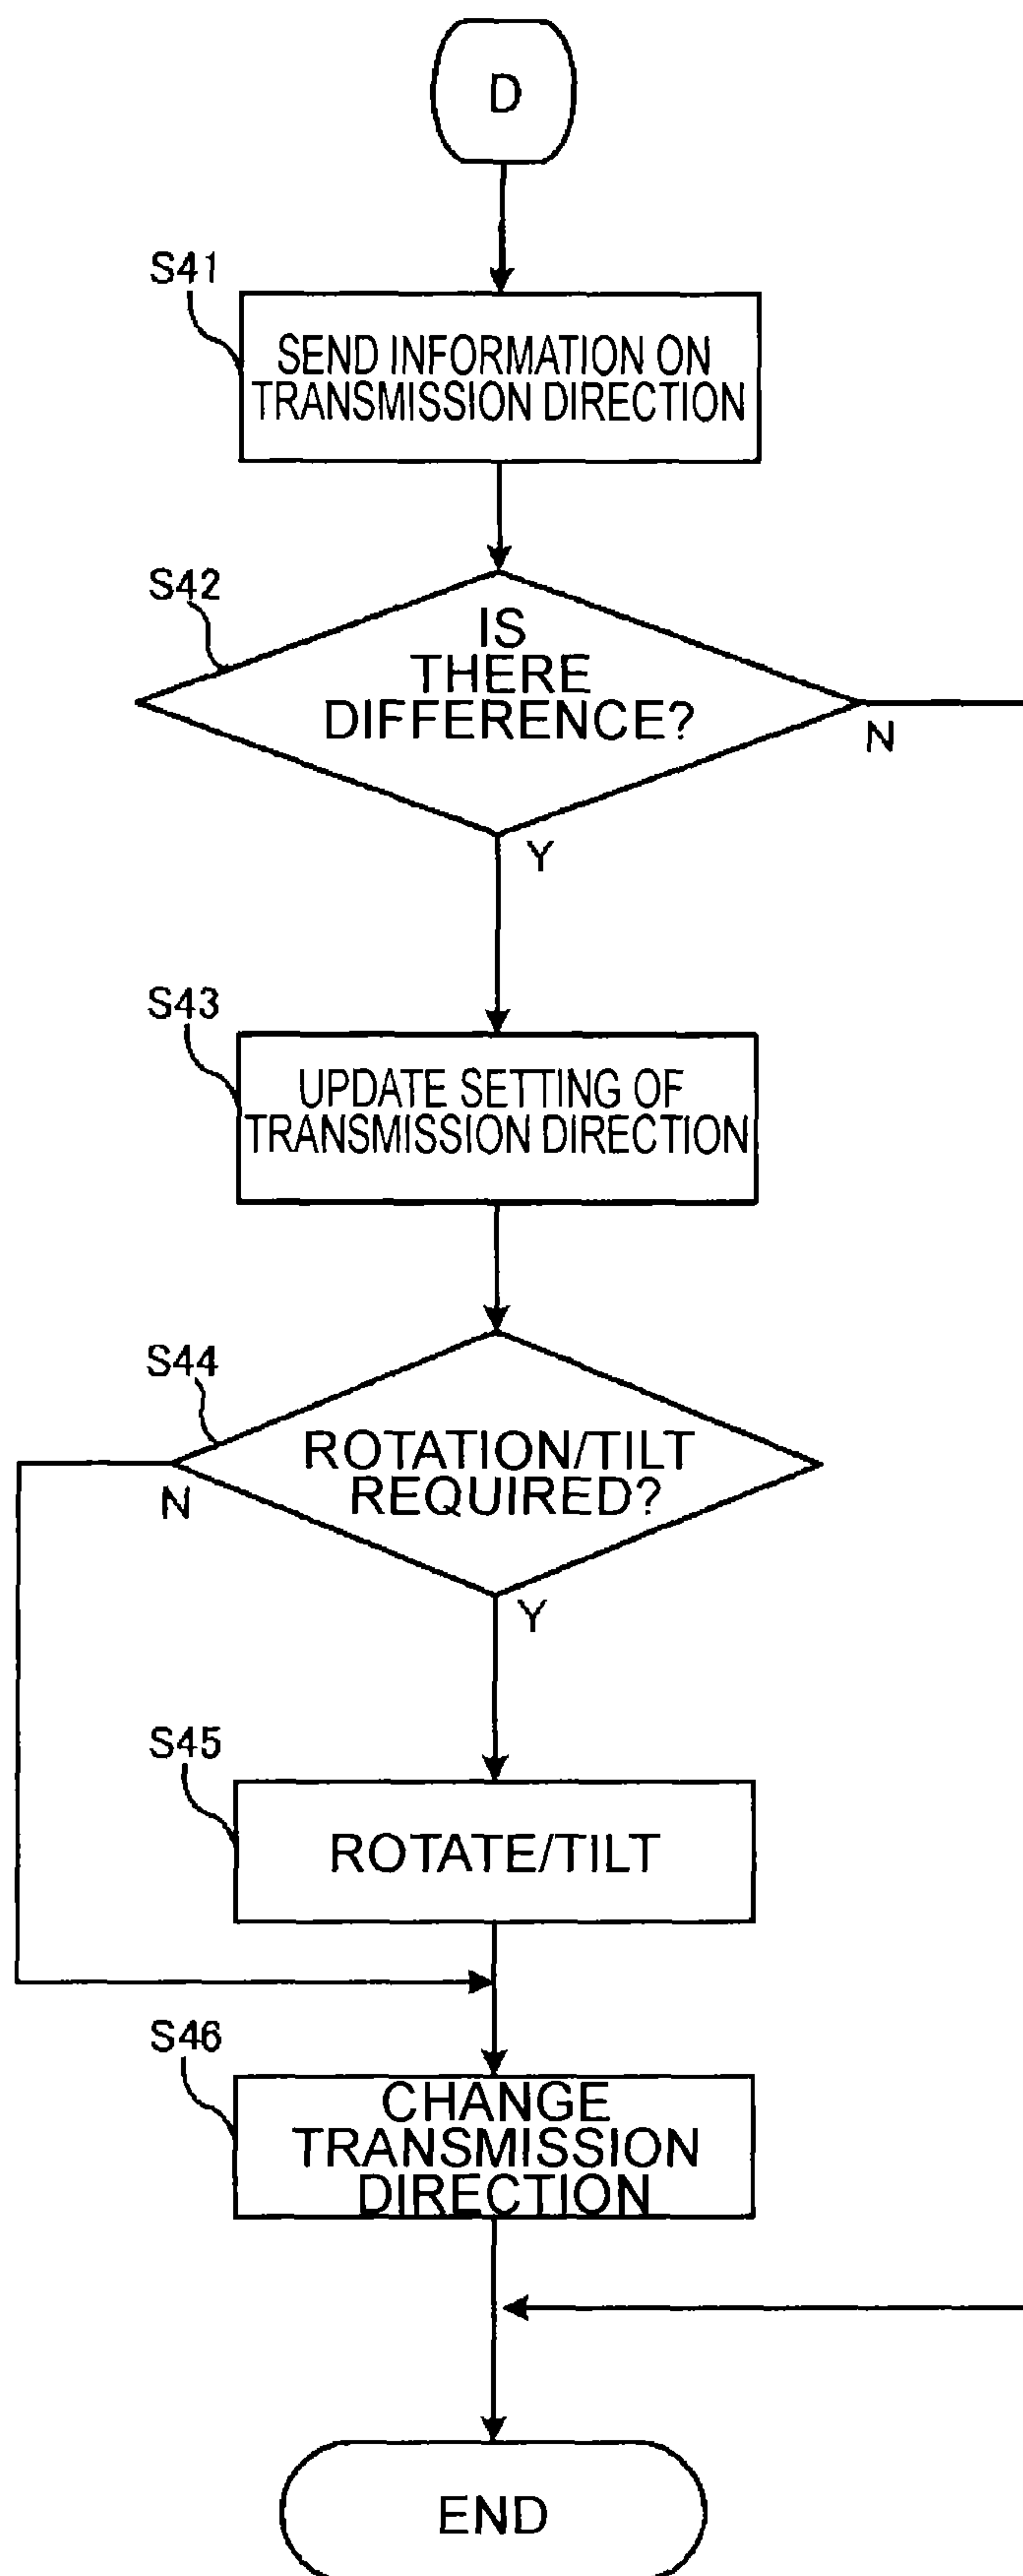 D
S41
SEND INFORMATION ON
TRANSMISSION DIRECTION
S42
IS
THERE
DIFFERENCE?
N
Y
S43
UPDATE SETTING OF
TRANSMISSION DIRECTION
S44
ROTATION/TILT
REQUIRED?
N
Y
S45
ROTATE/TILT
S46
CHANGE
TRANSMISSION
DIRECTION
END